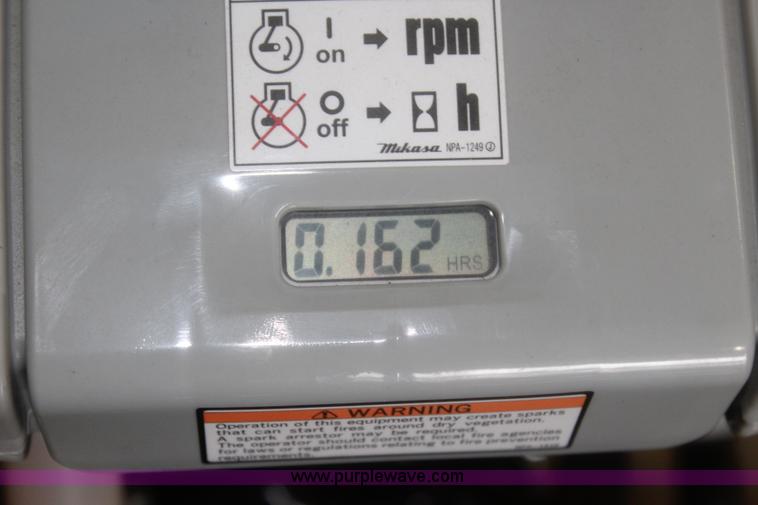 I on rpm
O off h
Mikasa NPA-1249 J
0.162 HRS
WARNING
Operation of this equipment may create sparks
that can start fires around dry vegetation.
A spark arrestor may be required.
The operator should contact local fire agencies
for laws or regulations relating to fire prevention
requirements.
www.purplewave.com